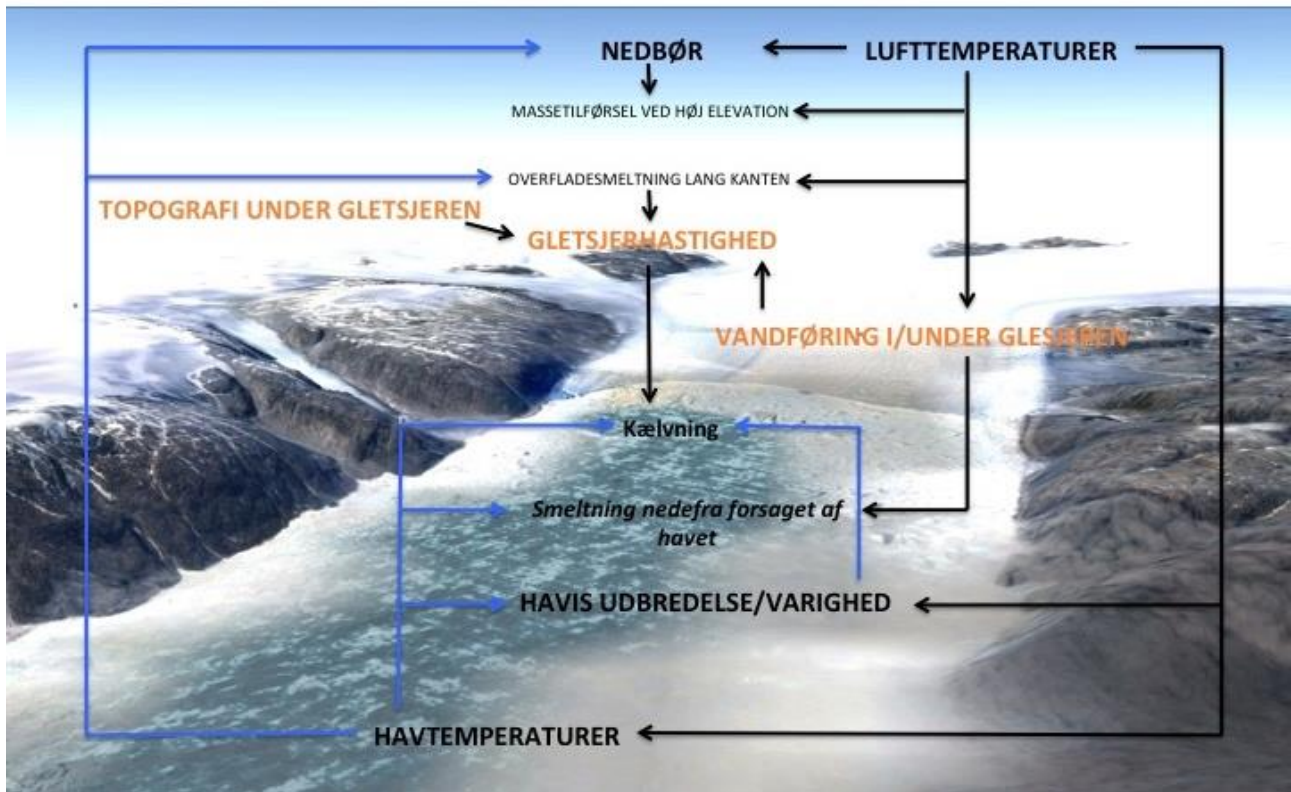 NEDBØR
LUFTTEMPERATURER
MASSETILFØRSEL VED HØJ ELEVATION
OVERFLADESMELTNING LANG KANTEN
TOPOGRAFI UNDER GLETSJEREN
GLETSJERHASTIGHED
VANDFØRING I/UNDER GLESJEREN
Kælvning
Smeltning nedefra forsaget af
havet
HAVIS UDBREDELSE/VARIGHED
HAVTEMPERATURER